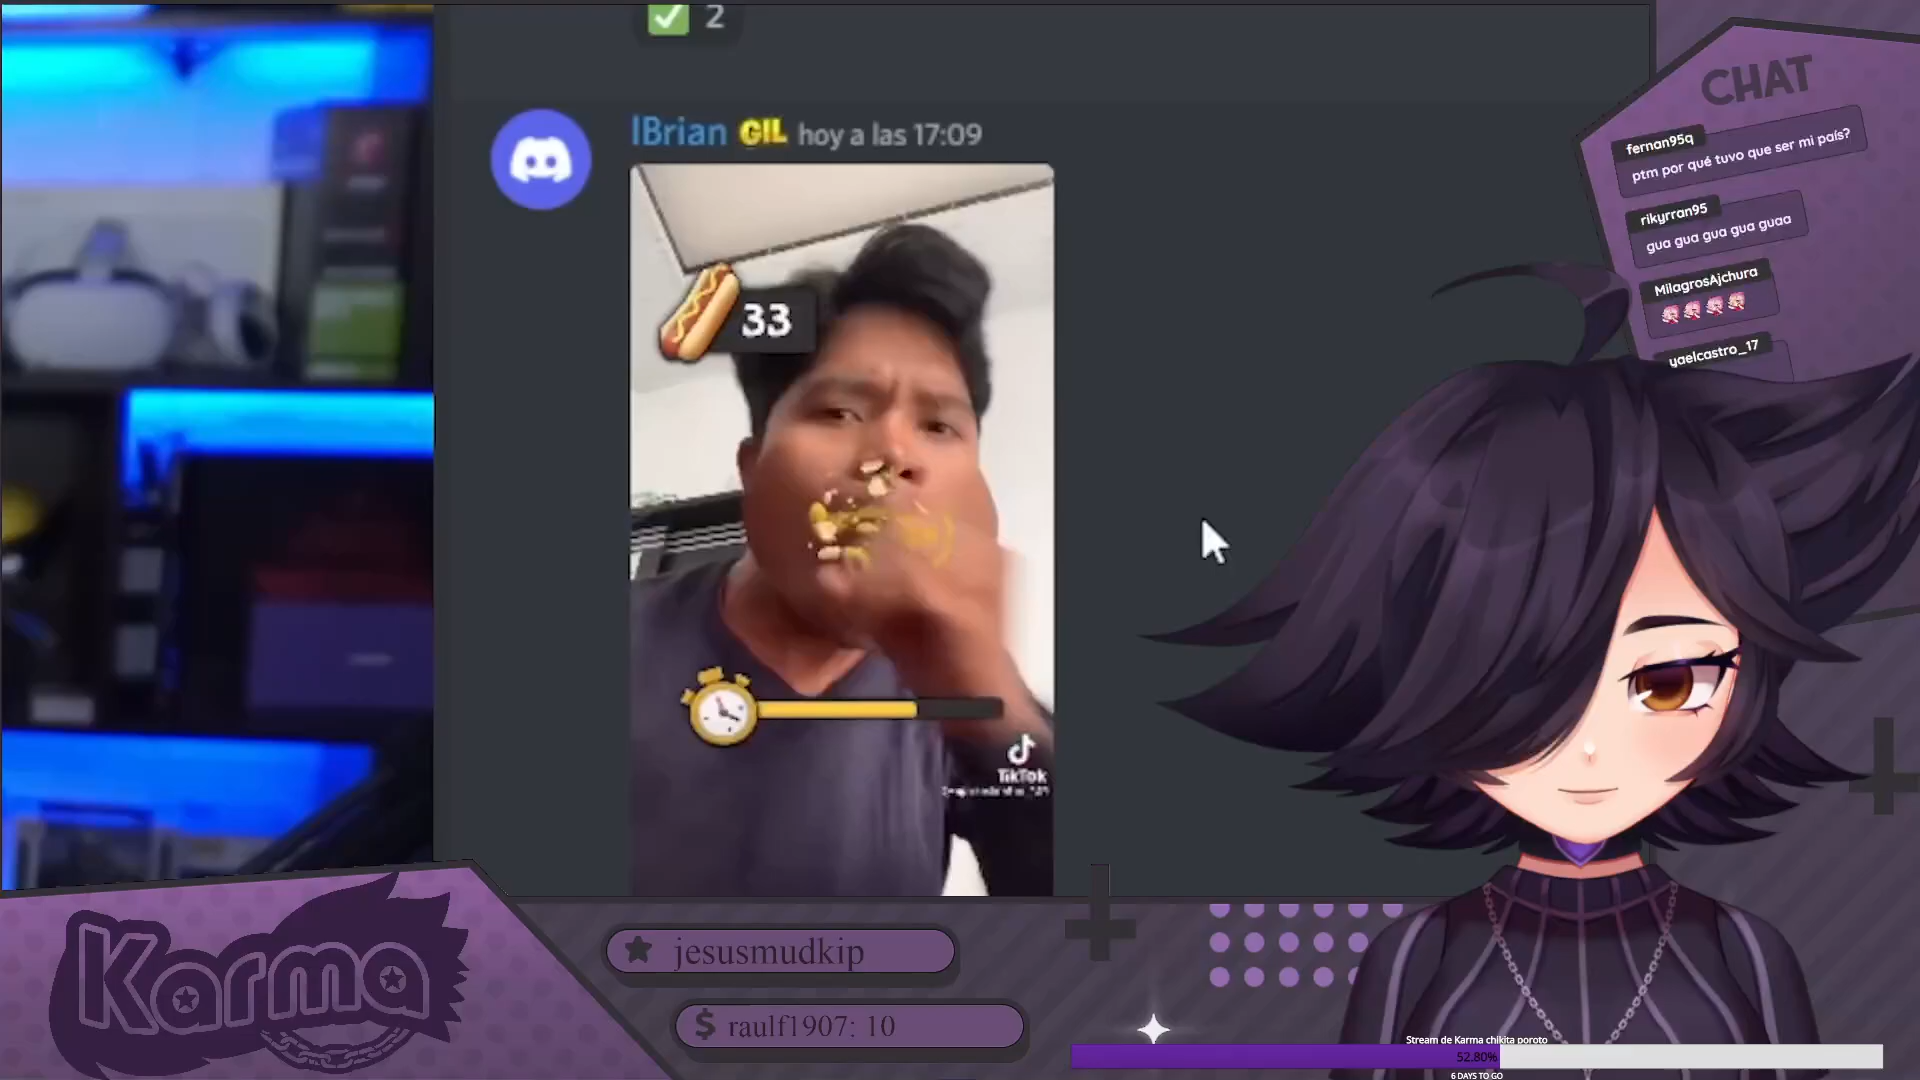 2
IBrian GIL hoy a las 17:09
33
TikTok
CHAT
fernan95q
ptm por qué tuvo que ser mi país?
rikyrran95
gua gua gua gua guaa
MilagrosAjchura
yaelcastro_17
Karma
jesusmudkip
$ raulf1907: 10
Stream de Karma chikita poroto
52.80%
6 DAYS TO GO